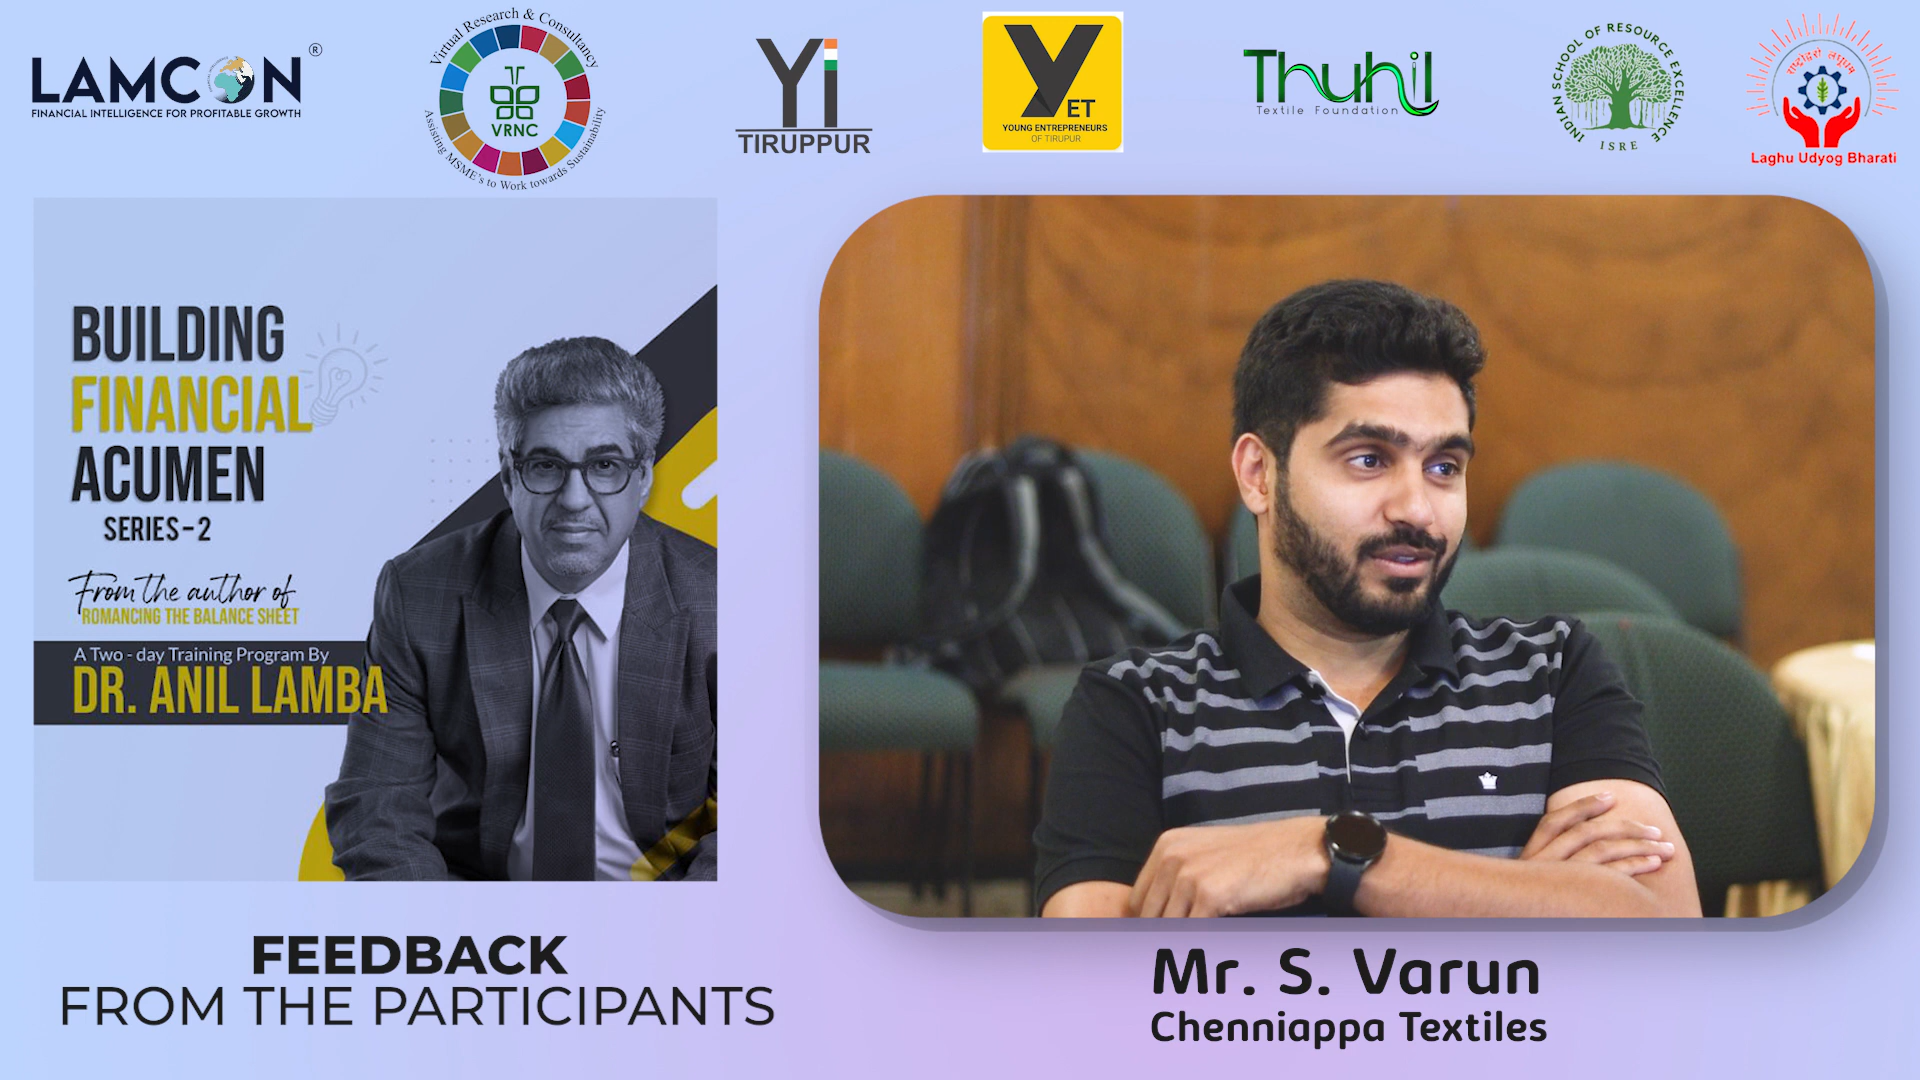 LAMCON®
FINANCIAL INTELLIGENCE FOR PROFITABLE GROWTH
Virtual Research & Consultancy
VRNC
Assisting MSME's to Work towards Sustainability
Yi
TIRUPPUR
YET
YOUNG ENTREPRENEURS
OF TIRUPUR
Thuhil
Textile Foundation
INDIAN SCHOOL OF RESOURCE EXCELLENCE
ISRE
Laghu Udyog Bharati
BUILDING
FINANCIAL
ACUMEN
SERIES-2
From the author of
ROMANCING THE BALANCE SHEET
A Two - day Training Program By
DR. ANIL LAMBA
FEEDBACK
FROM THE PARTICIPANTS
Mr. S. Varun
Chenniappa Textiles